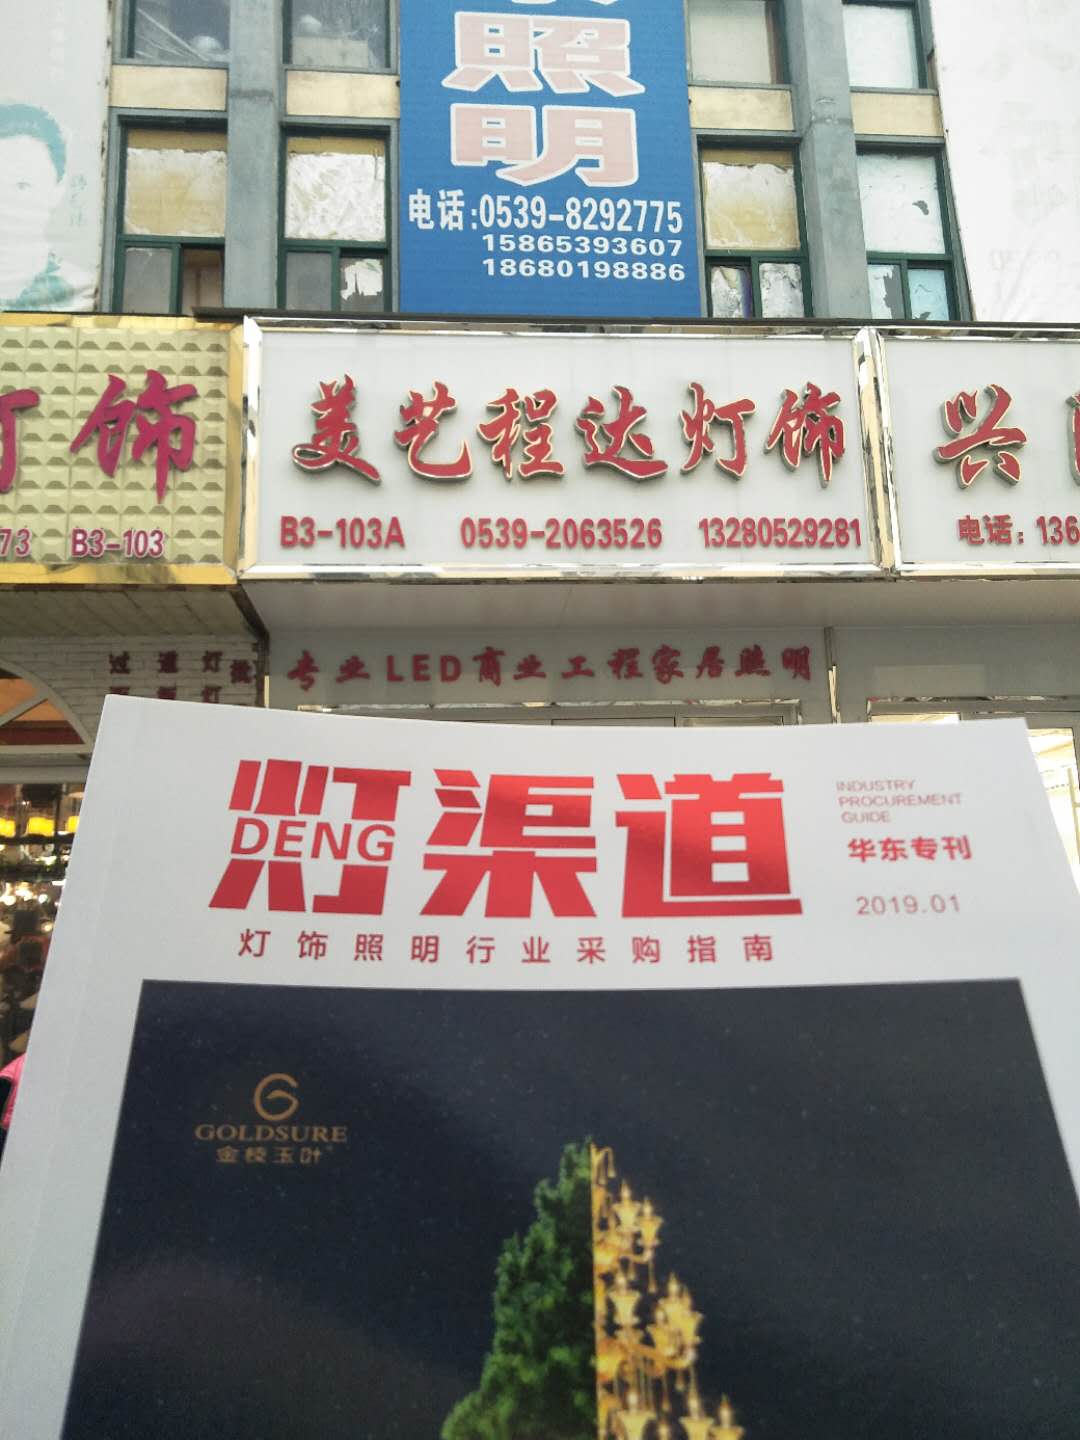 照
明
电话:0539-8292775
15865393607
18680198886
灯饰
73 B3-103
美艺程达灯饰
B3-103A 0539-2063526 13280529281
兴
电话:136
过道灯
专业LED商业工程家居照明
灯渠道
DENG
INDUSTRY
PROCUREMENT
GUIDE
华东专刊
2019.01
灯饰照明行业采购指南
GOLDSURE
金棱玉叶